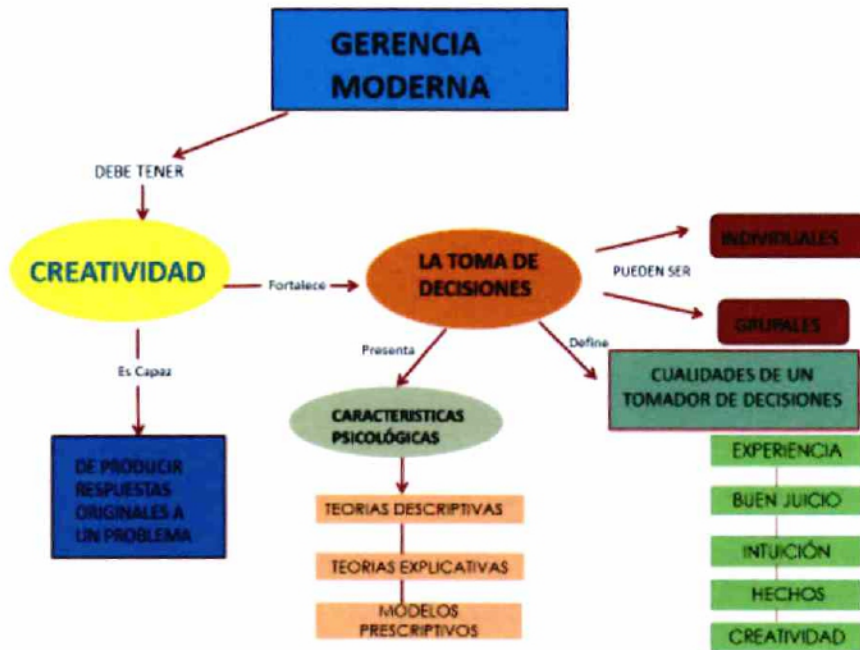 GERENCIA
MODERNA
DEBE TENER
CREATIVIDAD
Fortalece
LA TOMA DE
DECISIONES
INDIVIDUALES
PUEDEN SER
GRUPALES
Es Capaz
Presenta
Define
CUALIDADES DE UN
TOMADOR DE DECISIONES
CARACTERISTICAS
PSICOLÓGICAS
DE PRODUCIR
RESPUESTAS
ORIGINALES A
UN PROBLEMA
TEORIAS DESCRIPTIVAS
TEORIAS EXPLICATIVAS
MODELOS
PRESCRIPTIVOS
EXPERIENCIA
BUEN JUICIO
INTUICIÓN
HECHOS
CREATIVIDAD